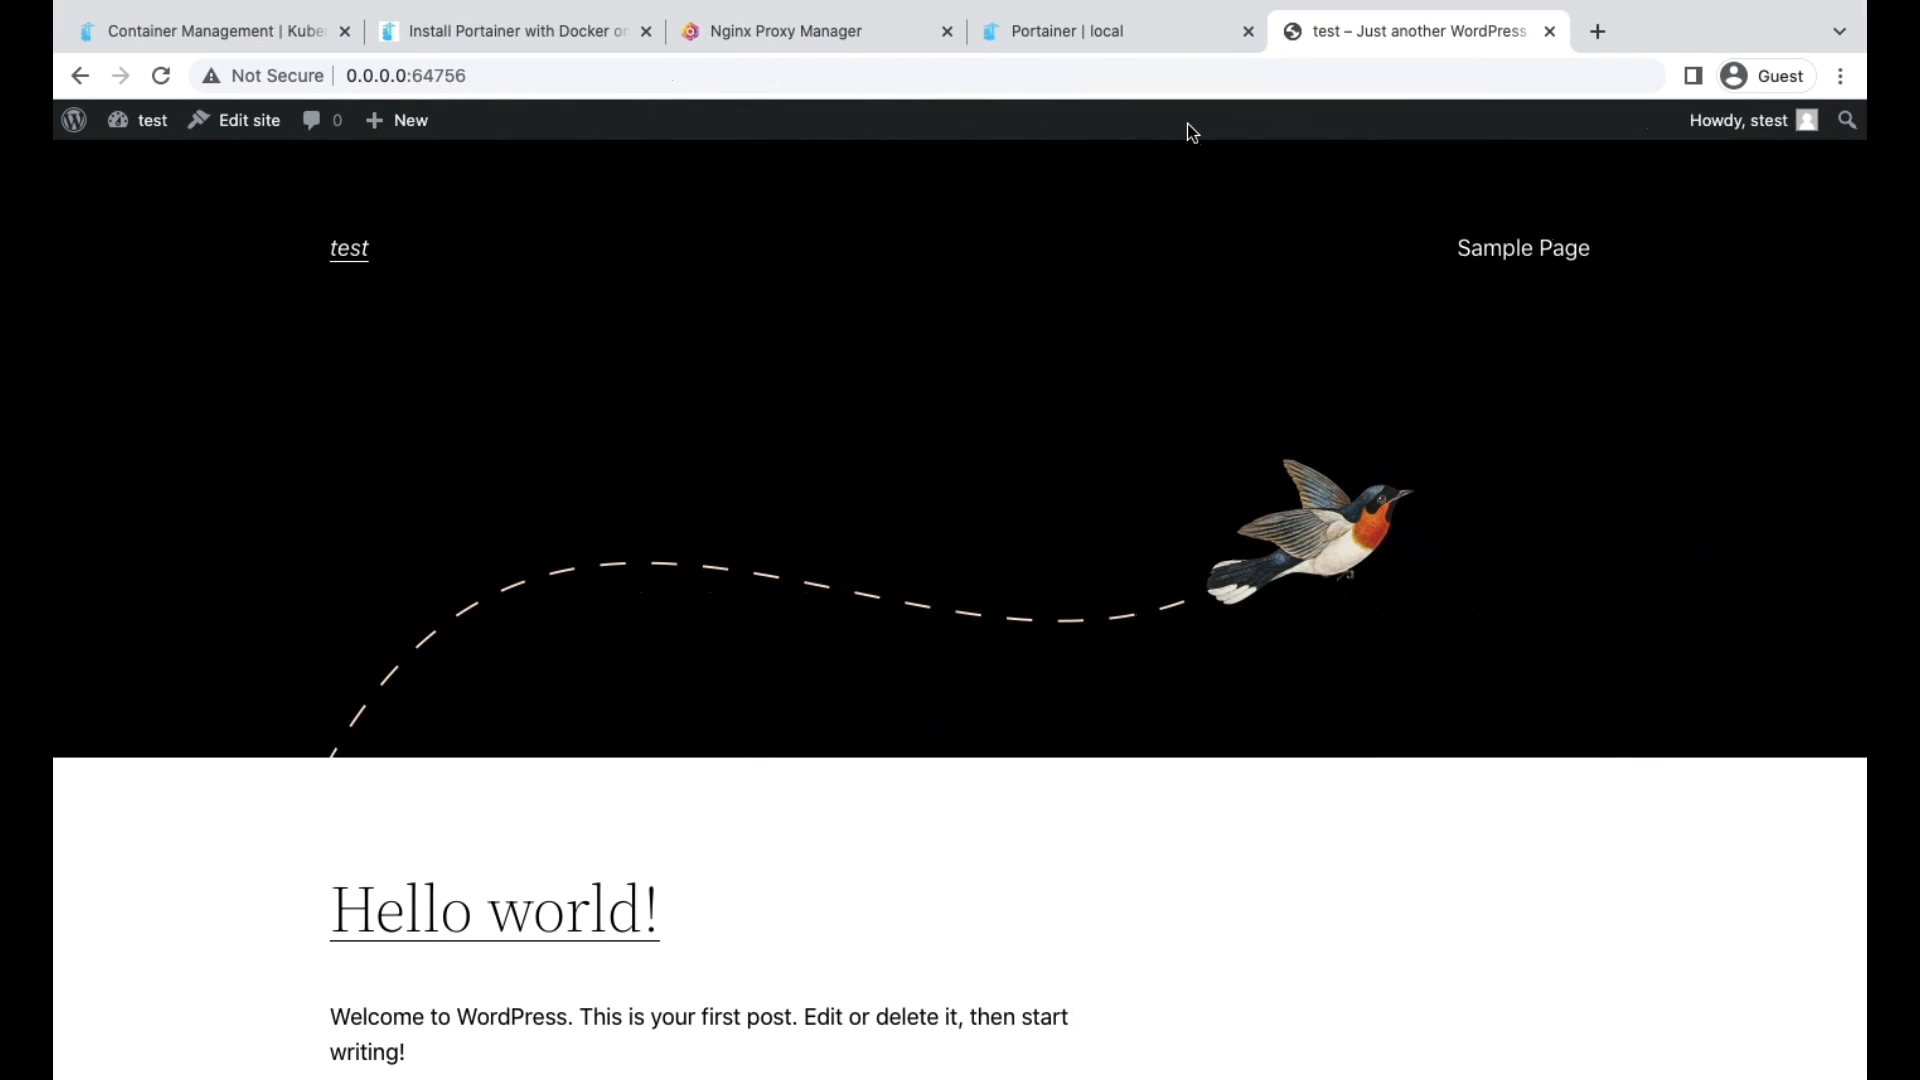 Container Management | Kuber
Install Portainer with Docker or
Nginx Proxy Manager
Portainer | local
test – Just another WordPress
Not Secure
0.0.0.0:64756
Guest
test
Edit site
0
New
Howdy, stest
test
Sample Page
Hello world!
Welcome to WordPress. This is your first post. Edit or delete it, then start
writing!